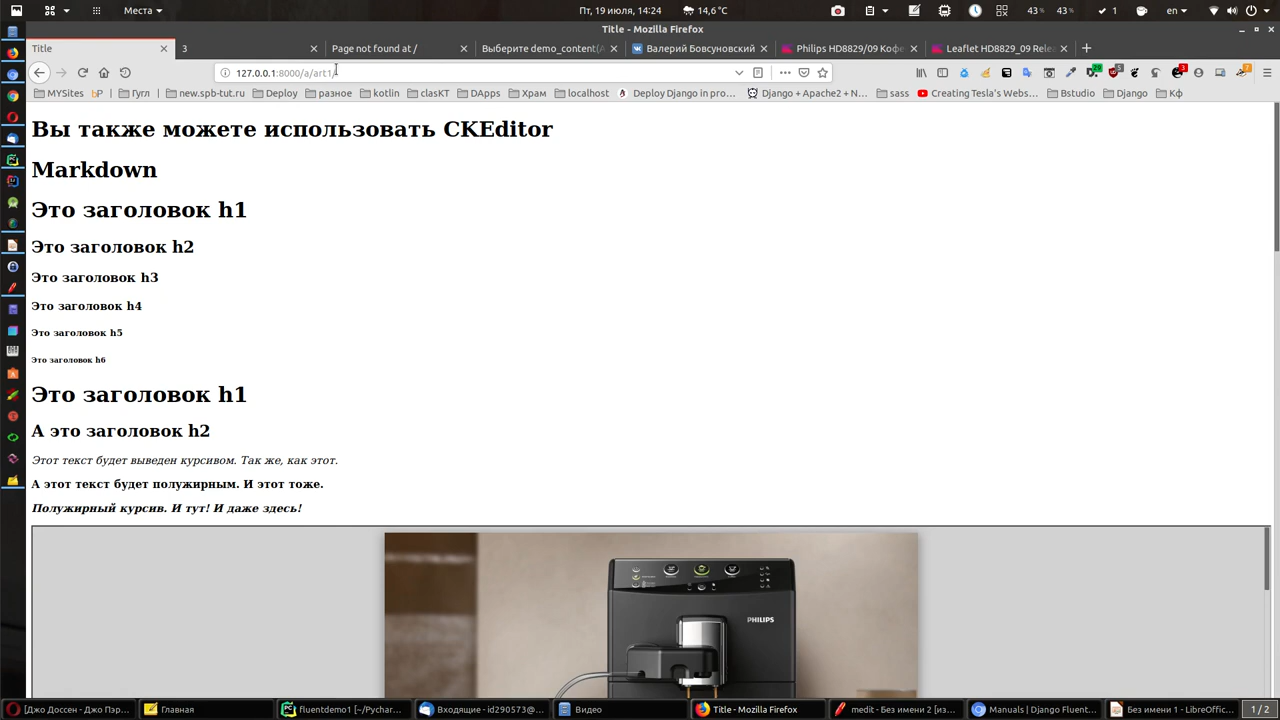 Места
Пт, 19 июля, 14:24
14,6°C
43% 43%
1
en
Title - Mozilla Firefox
Title
3
Page not found at /
Выберите demo_content(
Валерий Бовсуновский
Philips HD8829/09 Кофе
Leaflet HD8829_09 Rele
127.0.0.1:8000/a/art1/
MYSites
bP
Гугл
new.spb-tut.ru
Deploy
разное
kotlin
clasKT
DApps
Храм
localhost
Deploy Django in pro...
Django + Apache2 + N...
sass
Creating Tesla's Webs...
Bstudio
Django
Кф
Вы также можете использовать CKEditor
Markdown
Это заголовок h1
Это заголовок h2
Это заголовок h3
Это заголовок h4
Это заголовок h5
Это заголовок h6
Это заголовок h1
А это заголовок h2
Этот текст будет выведен курсивом. Так же, как этот.
А этот текст будет полужирным. И этот тоже.
Полужирный курсив. И тут! И даже здесь!
PHILIPS
[Джо Доссен - Джо Пэр...
Главная
fluentdemo1 [~/Pychar...
Входящие - id290573@...
Видео
Title - Mozilla Firefox
medit - Без имени 2 [из...
Manuals | Django Fluent...
Без имени 1 - LibreOffic...
1/2